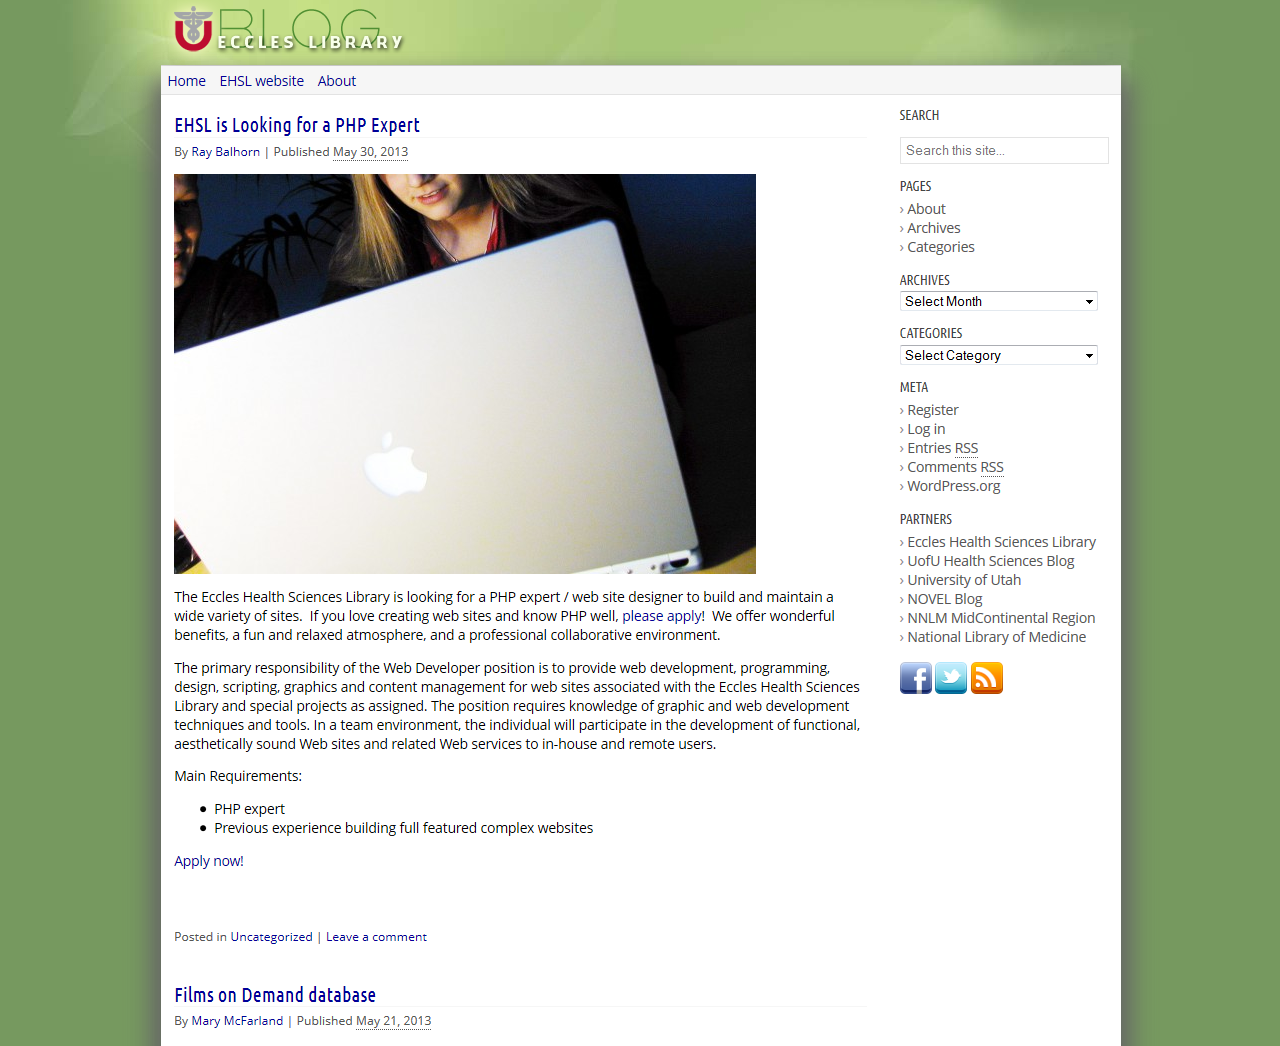 BLOG
ECCLES LIBRARY
Home EHSL website About
EHSL is Looking for a PHP Expert
By Ray Balhorn | Published May 30, 2013
The Eccles Health Sciences Library is looking for a PHP expert / web site designer to build and maintain a
wide variety of sites.  If you love creating web sites and know PHP well, please apply!  We offer wonderful
benefits, a fun and relaxed atmosphere, and a professional collaborative environment.
The primary responsibility of the Web Developer position is to provide web development, programming,
design, scripting, graphics and content management for web sites associated with the Eccles Health Sciences
Library and special projects as assigned. The position requires knowledge of graphic and web development
techniques and tools. In a team environment, the individual will participate in the development of functional,
aesthetically sound Web sites and related Web services to in-house and remote users.
Main Requirements:
● PHP expert
● Previous experience building full featured complex websites
Apply now!
Posted in Uncategorized | Leave a comment
Films on Demand database
By Mary McFarland | Published May 21, 2013
SEARCH
Search this site...
PAGES
› About
› Archives
› Categories
ARCHIVES
Select Month
CATEGORIES
Select Category
META
› Register
› Log in
› Entries RSS
› Comments RSS
› WordPress.org
PARTNERS
› Eccles Health Sciences Library
› UofU Health Sciences Blog
› University of Utah
› NOVEL Blog
› NNLM MidContinental Region
› National Library of Medicine